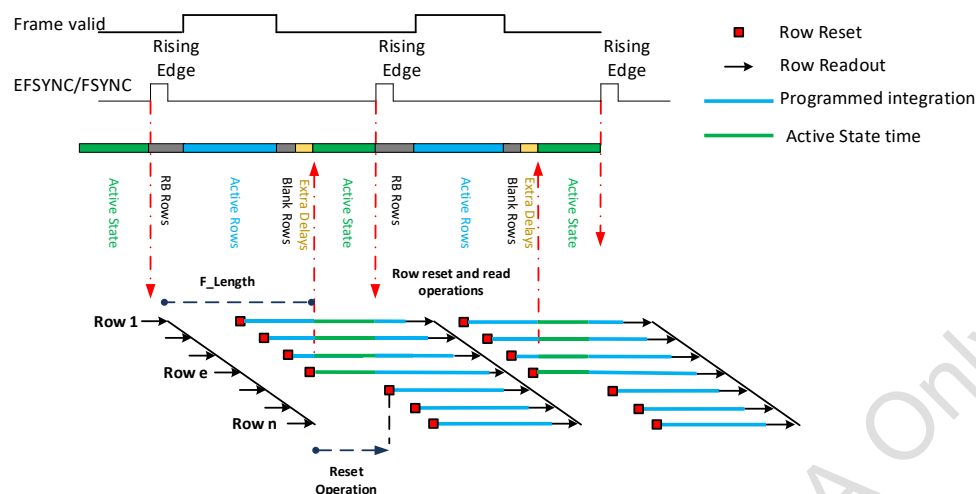 Frame valid
Rising
Edge
Rising
Edge
Rising
Edge
EFSYNC/FSYNC
Row Reset
Row Readout
Programmed integration
Active State time
Active State
RB Rows
Active Rows
Blank Rows
Extra Delays
Active State
RB Rows
Active Rows
Blank Rows
Extra Delays
Active State
F_Length
Row reset and read
operations
Row 1
Row e
Row n
Reset
Operation
A Only